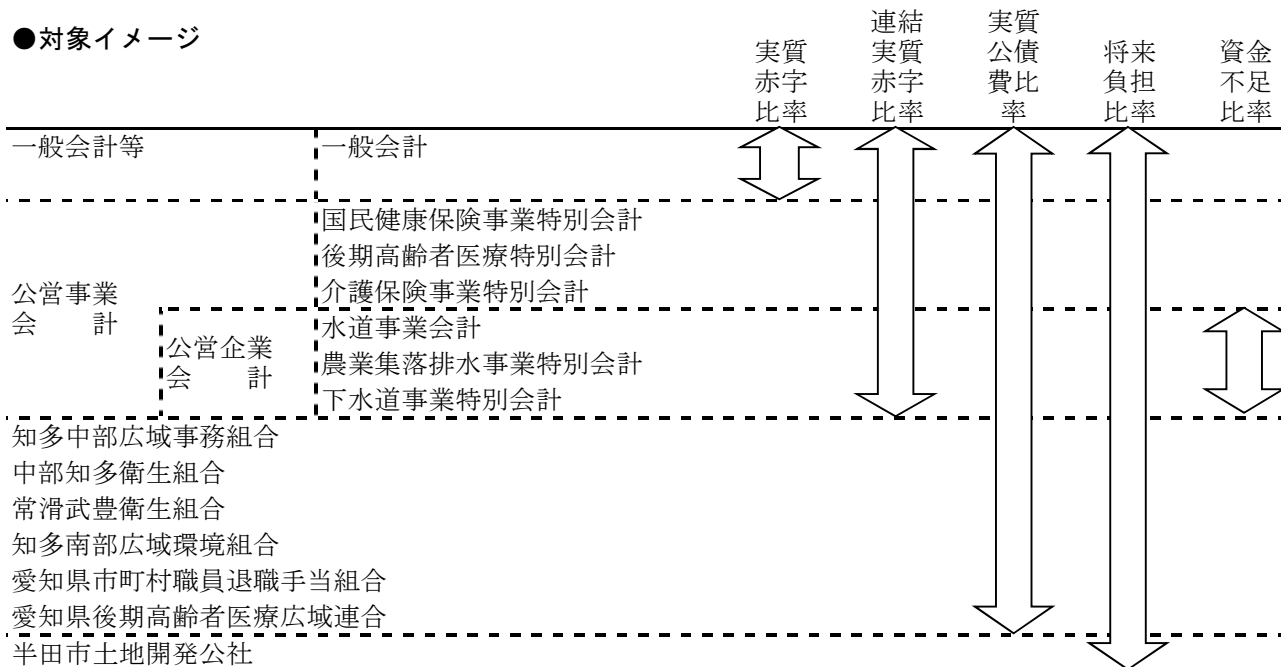 ●対象イメージ
実質
赤字
比率
連結
実質
赤字
比率
実質
公債
費比
率
将来
負担
比率
資金
不足
比率
一般会計等
一般会計
国民健康保険事業特別会計
後期高齢者医療特別会計
介護保険事業特別会計
公営事業
会　　計
公営企業
会　　計
水道事業会計
農業集落排水事業特別会計
下水道事業特別会計
知多中部広域事務組合
中部知多衛生組合
常滑武豊衛生組合
知多南部広域環境組合
愛知県市町村職員退職手当組合
愛知県後期高齢者医療広域連合
半田市土地開発公社